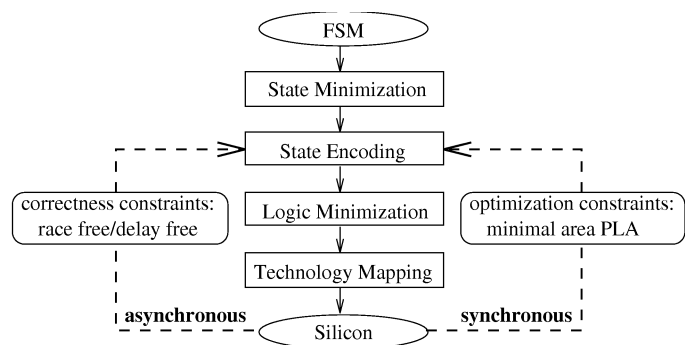 FSM
State Minimization
State Encoding
correctness constraints:
race free/delay free
Logic Minimization
optimization constraints:
minimal area PLA
Technology Mapping
asynchronous
Silicon
synchronous